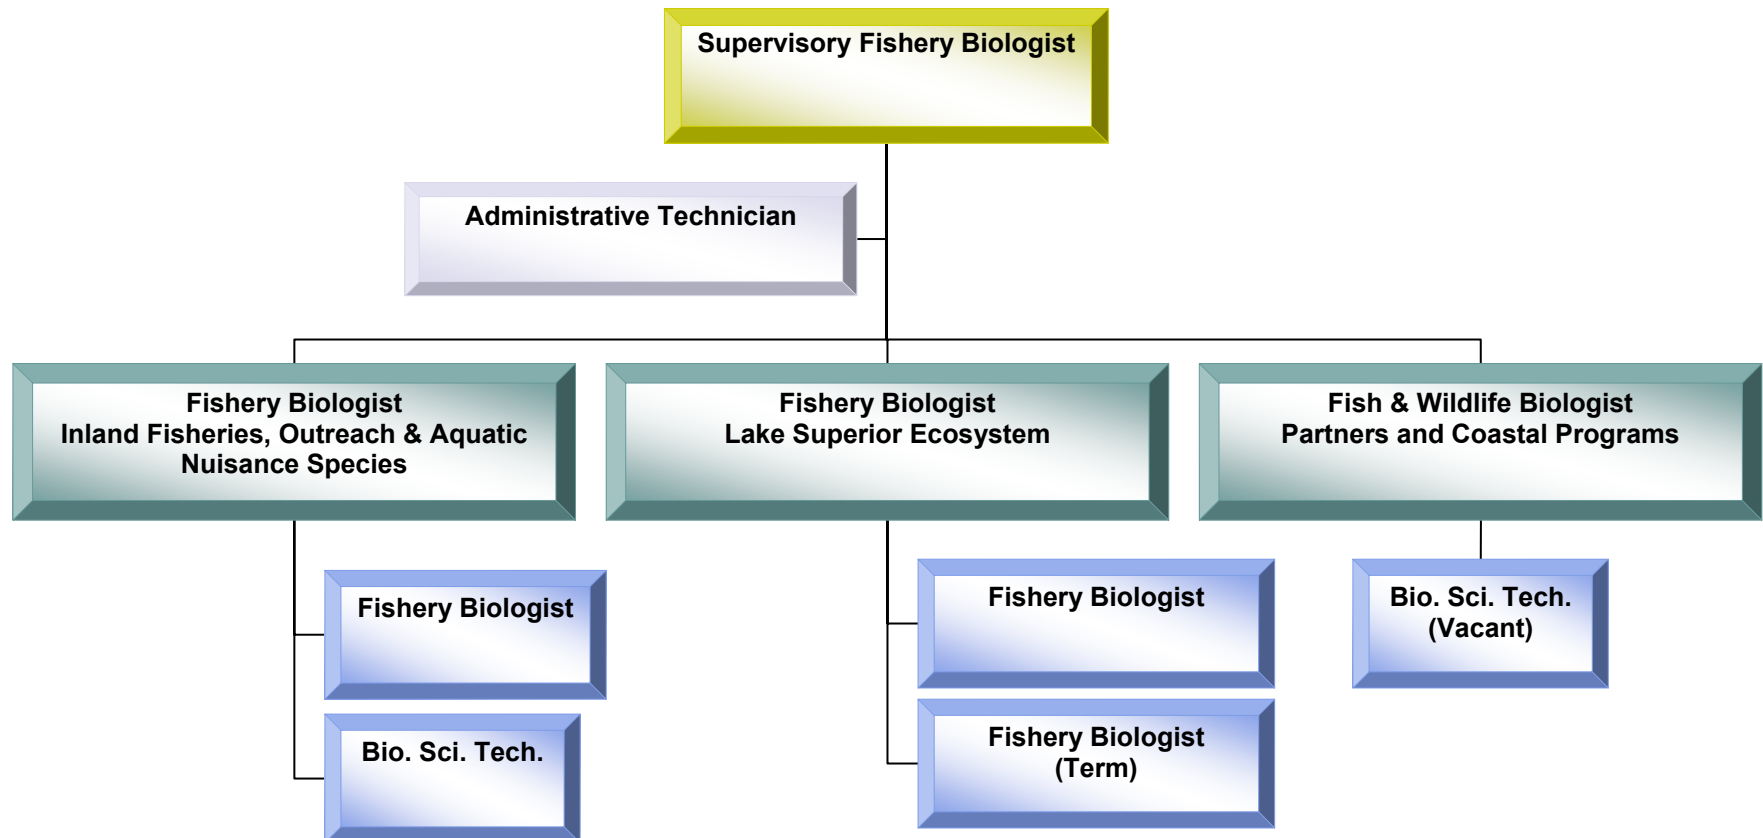 Supervisory Fishery Biologist
Administrative Technician
Fishery Biologist
Inland Fisheries, Outreach & Aquatic
Nuisance Species
Fishery Biologist
Lake Superior Ecosystem
Fish & Wildlife Biologist
Partners and Coastal Programs
Fishery Biologist
Bio. Sci. Tech.
Fishery Biologist
Fishery Biologist
(Term)
Bio. Sci. Tech.
(Vacant)